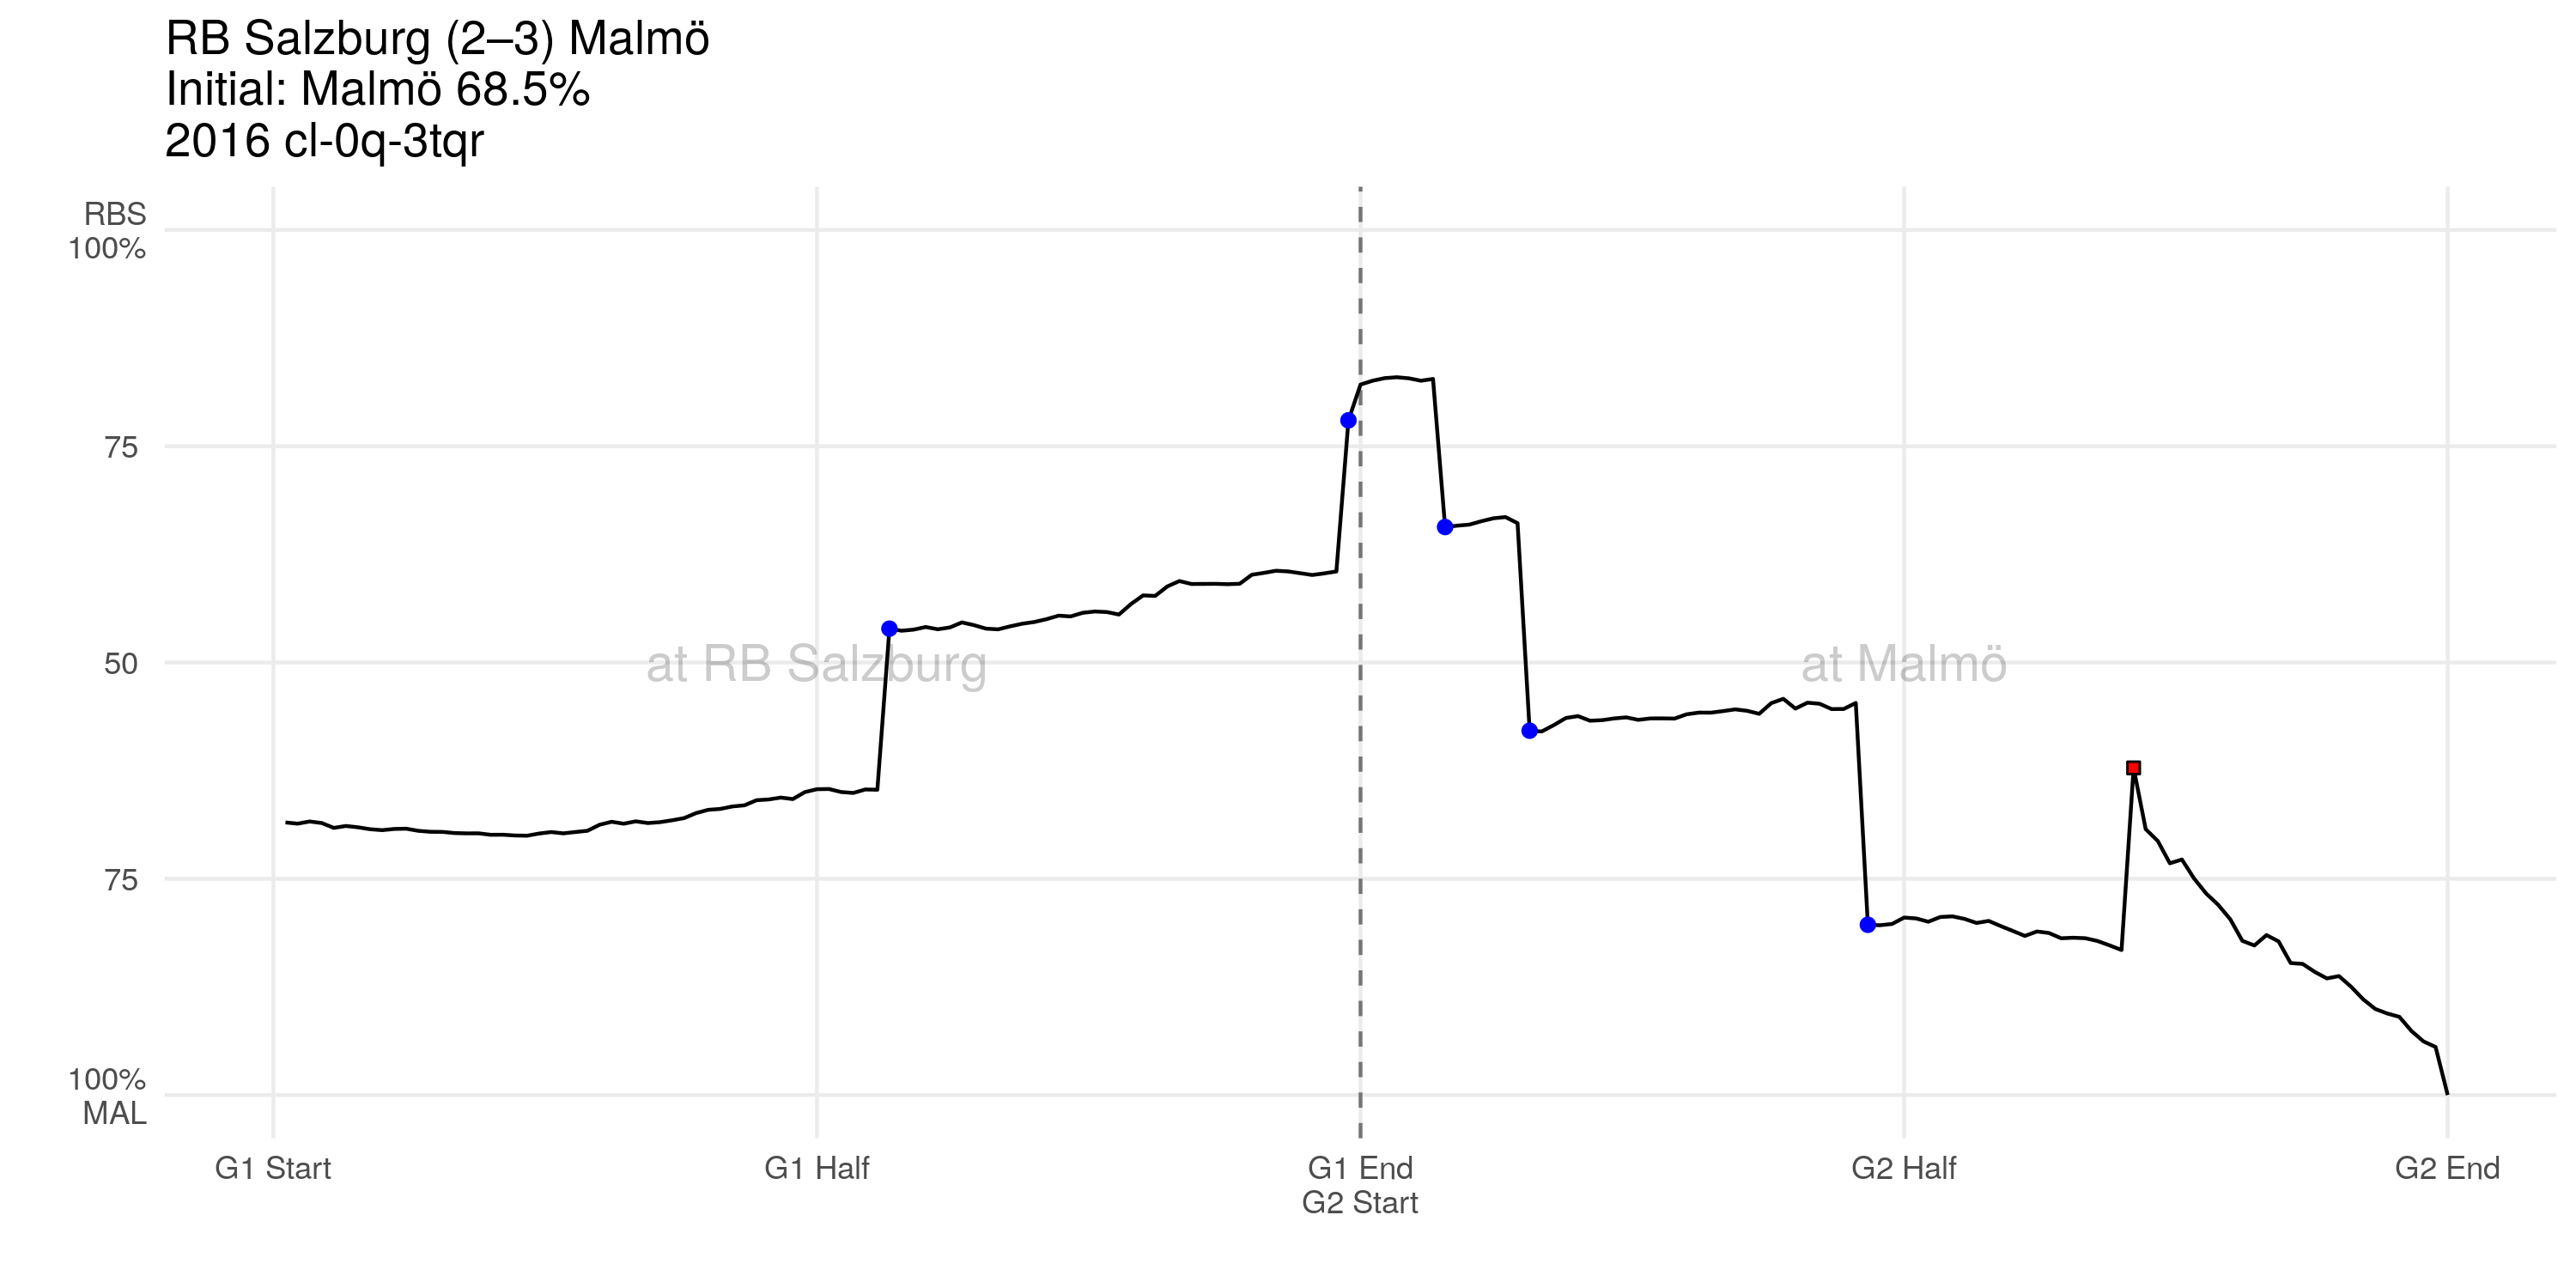 RB Salzburg (2–3) Malmö
Initial: Malmö 68.5%
2016 cl-0q-3tqr
RBS
100%
75
50
75
100%
MAL
at RB Salzburg
at Malmö
G1 Start
G1 Half
G1 End
G2 Start
G2 Half
G2 End